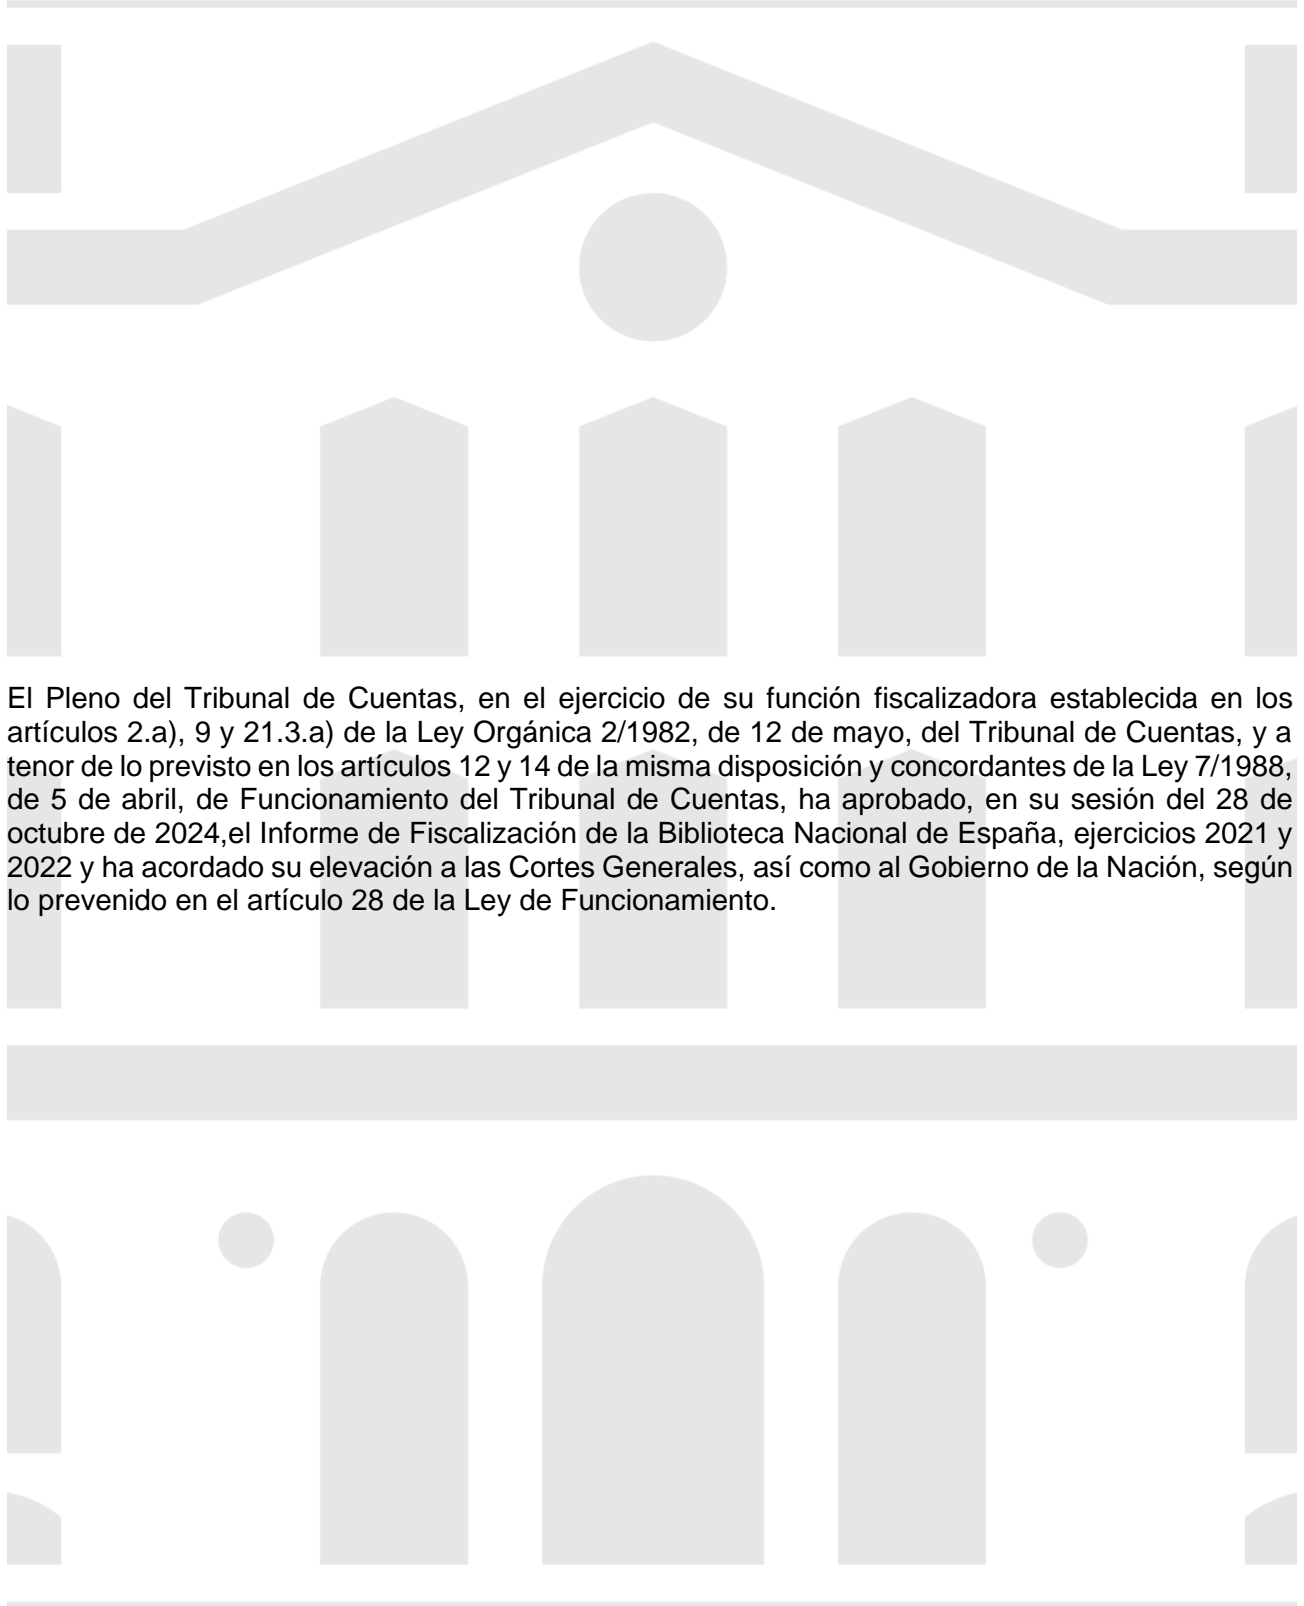 El Pleno del Tribunal de Cuentas, en el ejercicio de su función fiscalizadora establecida en los
artículos 2.a), 9 y 21.3.a) de la Ley Orgánica 2/1982, de 12 de mayo, del Tribunal de Cuentas, y a
tenor de lo previsto en los artículos 12 y 14 de la misma disposición y concordantes de la Ley 7/1988,
de 5 de abril, de Funcionamiento del Tribunal de Cuentas, ha aprobado, en su sesión del 28 de
octubre de 2024,el Informe de Fiscalización de la Biblioteca Nacional de España, ejercicios 2021 y
2022 y ha acordado su elevación a las Cortes Generales, así como al Gobierno de la Nación, según
lo prevenido en el artículo 28 de la Ley de Funcionamiento.